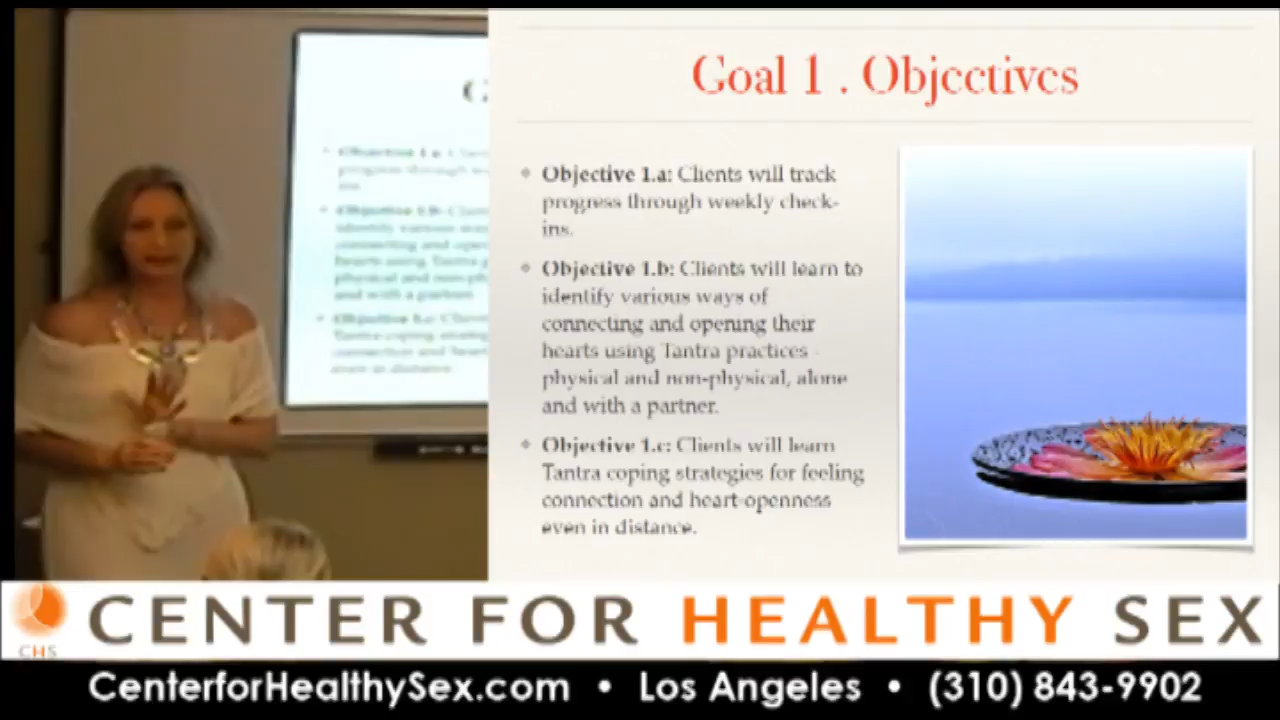 Goal 1 . Objectives
Objective 1.a: Clients will track
progress through weekly check-
ins.
Objective 1.b: Clients will learn to
identify various ways of
connecting and opening their
hearts using Tantra practices -
physical and non-physical, alone
and with a partner.
Objective 1.c: Clients will learn
Tantra coping strategies for feeling
connection and heart-openness
even in distance.
CENTER FOR HEALTHY SEX
CHS
CenterforHealthySex.com • Los Angeles • (310) 843-9902